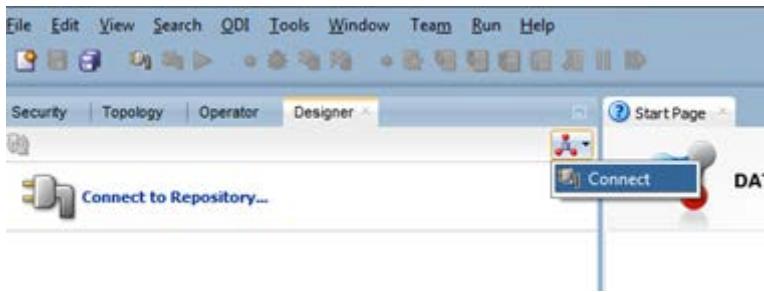 File Edit View Search ODI Tools Window Team Run Help
Security Topology Operator Designer Start Page
Connect to Repository...
Connect
DAT